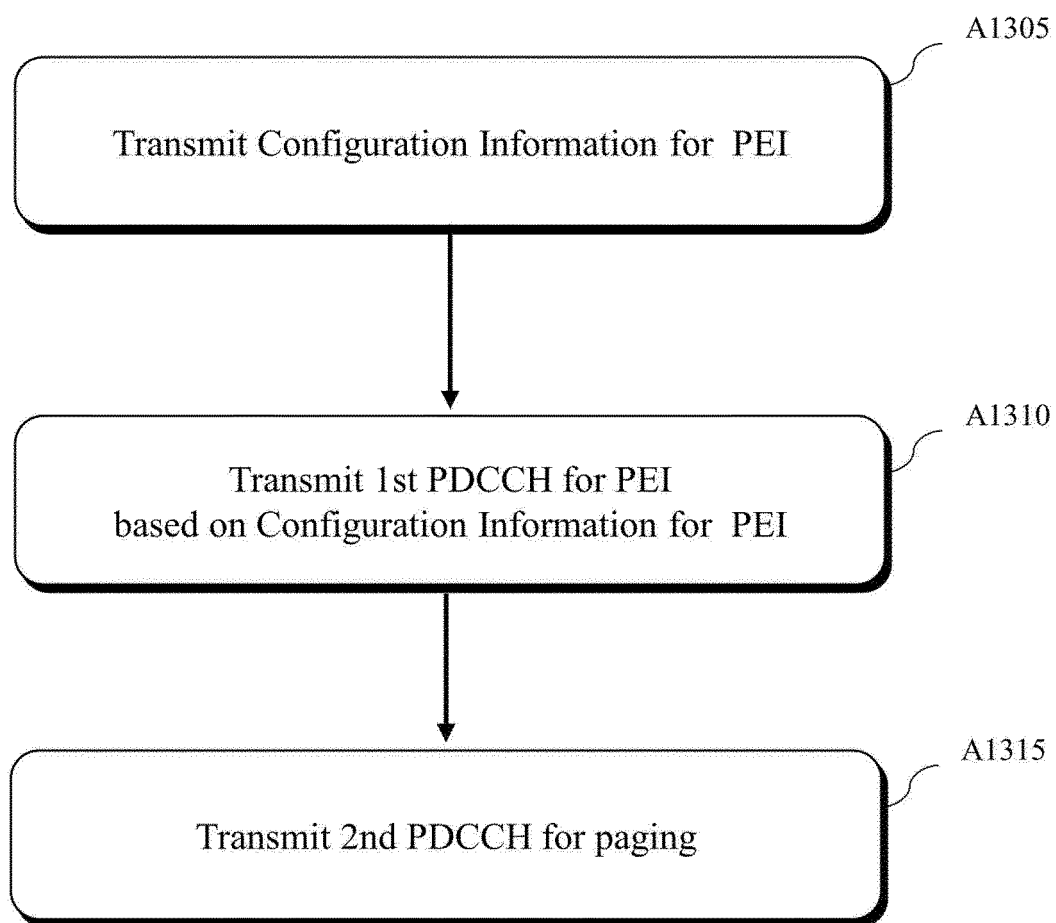 A1305
Transmit Configuration Information for PEI
A1310
Transmit 1st PDCCH for PEI
based on Configuration Information for PEI
A1315
Transmit 2nd PDCCH for paging